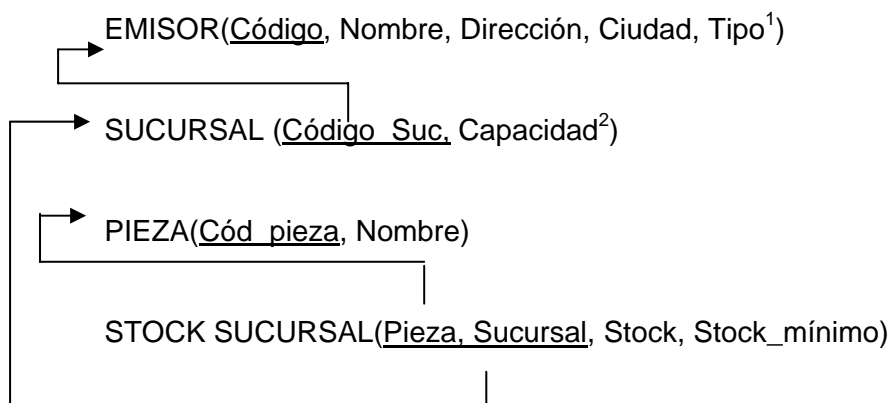 EMISOR(Código, Nombre, Dirección, Ciudad, Tipo¹)
SUCURSAL (Código_Suc, Capacidad²)
PIEZA(Cód_pieza, Nombre)
STOCK SUCURSAL(Pieza, Sucursal, Stock, Stock_mínimo)